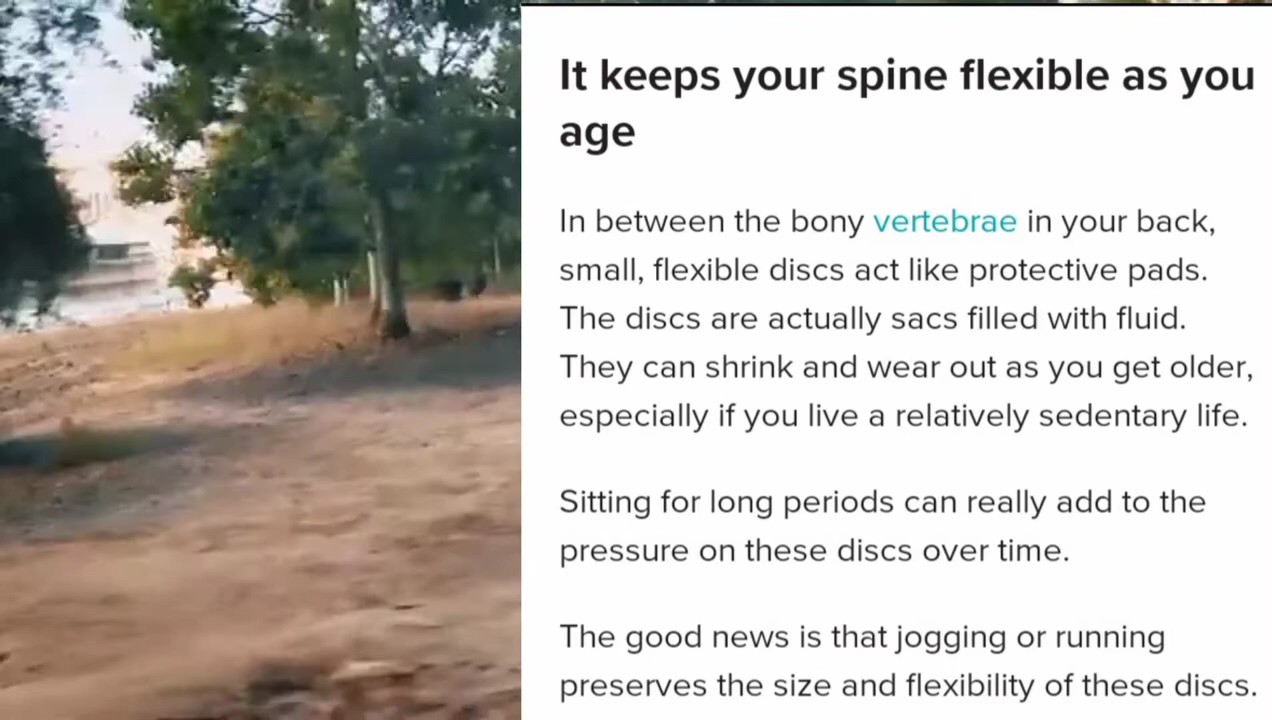 It keeps your spine flexible as you
age
In between the bony vertebrae in your back,
small, flexible discs act like protective pads.
The discs are actually sacs filled with fluid.
They can shrink and wear out as you get older,
especially if you live a relatively sedentary life.
Sitting for long periods can really add to the
pressure on these discs over time.
The good news is that jogging or running
preserves the size and flexibility of these discs.